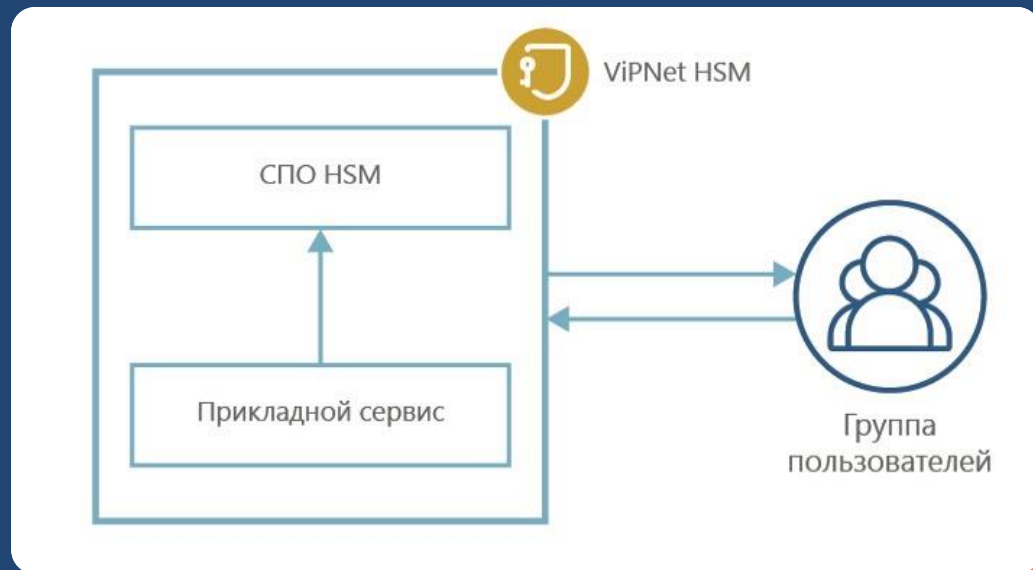 ViPNet HSM
СПО HSM
Прикладной сервис
Группа
пользователей